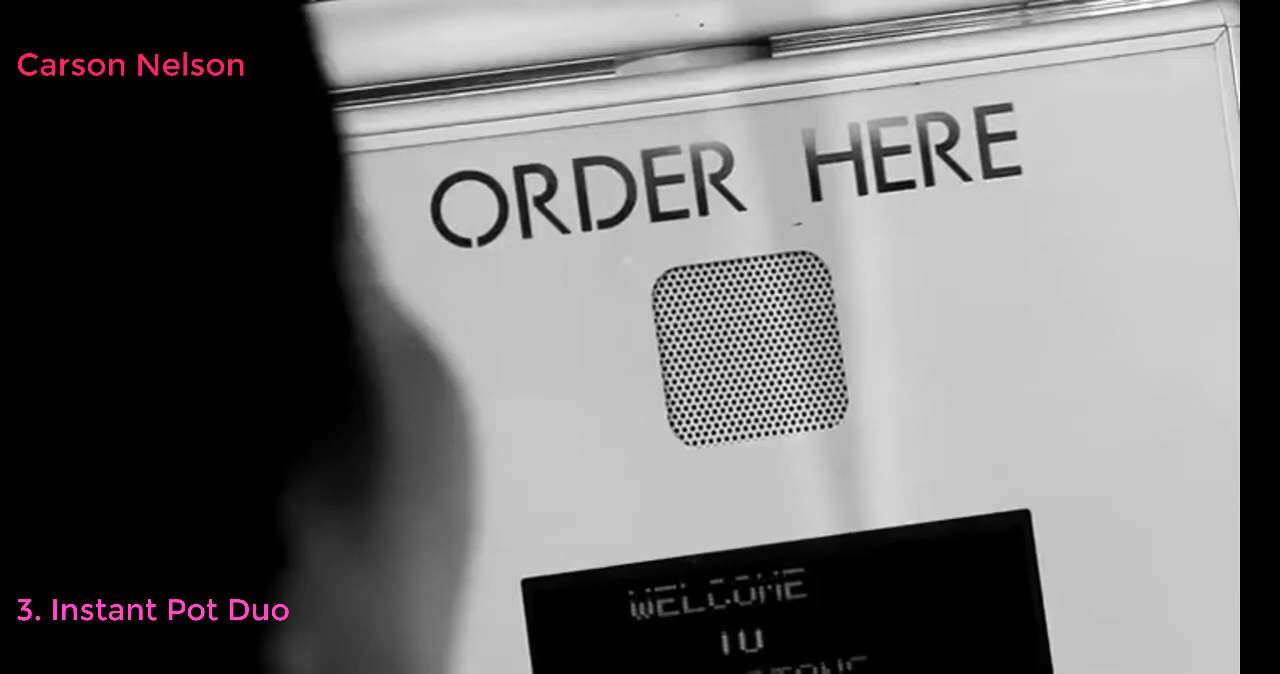 Carson Nelson
ORDER HERE
WELCOME
TO
3. Instant Pot Duo